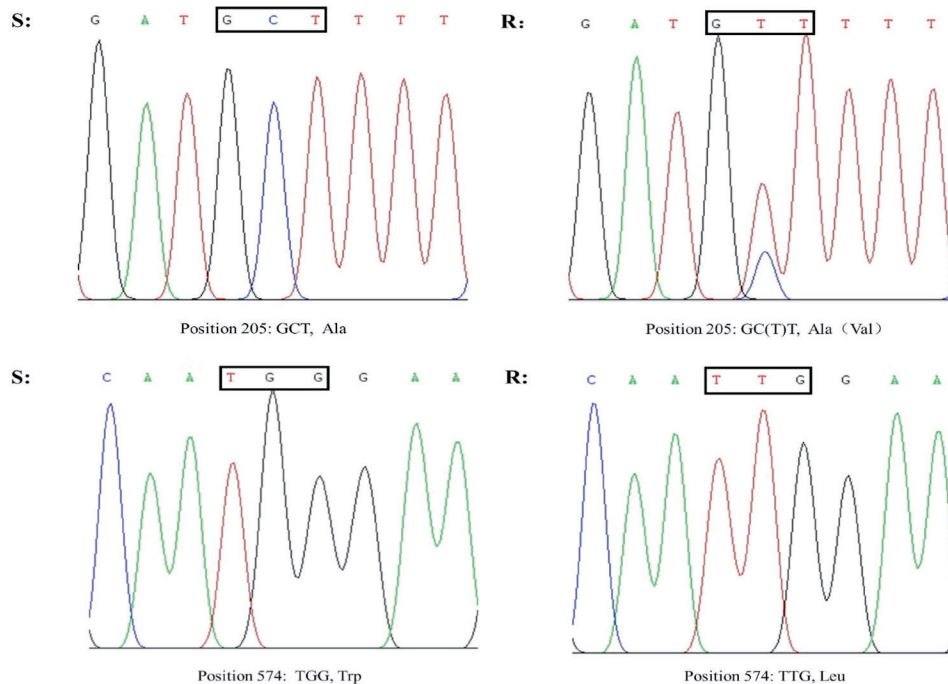 S: G A T G C T T T T
R: G A T G T T T T T
Position 205: GCT, Ala
Position 205: GC(T)T, Ala（Val）
S: C A A T G G G A A
R: C A A T T G G A A
Position 574: TGG, Trp
Position 574: TTG, Leu